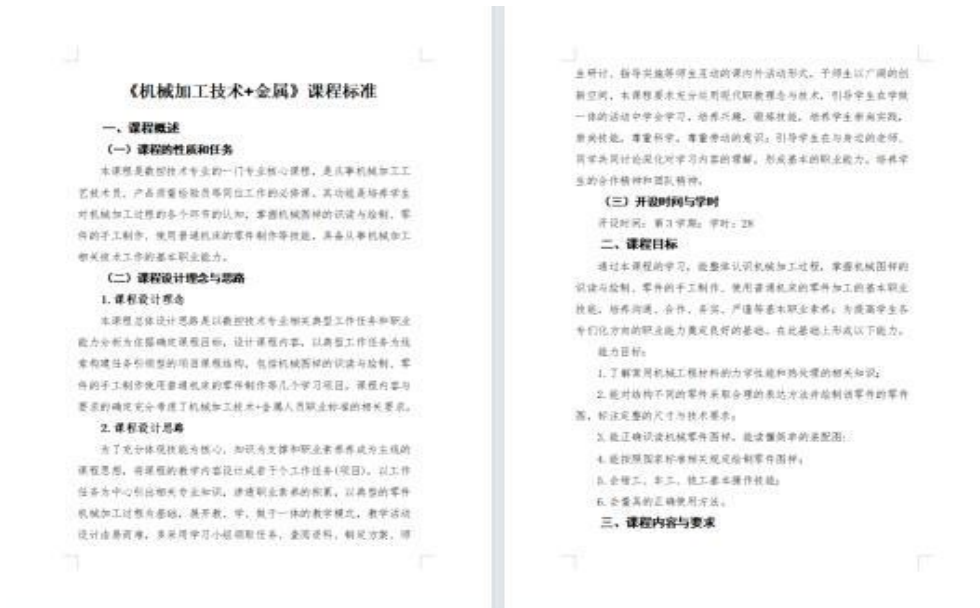 《机械加工技术+金属》课程标准
一、课程概述
（一）课程的性质和任务
本课程是数控技术专业的一门专业核心课程，是从事机械加工工
艺技术员、产品质量检验员等岗位工作的必修课。其功能是培养学生
对机械加工过程的各个环节的认知，掌握机械图样的识读与绘制、零
件的手工制作、使用普通机床的零件制作等技能，具备从事机械加工
相关技术工作的基本职业能力。
（二）课程设计理念与思路
1.课程设计理念
本课程总体设计思路是以数控技术专业相关典型工作任务和职业
能力分析为依据确定课程目标，设计课程内容，以典型工作任务为线
索构建任务引领型的项目课程结构，包括机械图样的识读与绘制、零
件的手工制作使用普通机床的零件制作等几个学习项目。课程内容与
要求的确定充分考虑了机械加工技术+金属人员职业标准的相关要求。
2.课程设计思路
为了充分体现技能为核心，知识为支撑和职业素养养成为主线的
课程思想，将课程的教学内容设计成若干个工作任务(项目)，以工作
任务为中心引出相关专业知识，渗透职业素养的积累，以典型的零件
机械加工过程为基础，展开教、学、做于一体的教学模式，教学活动
设计由易而难，多采用学习小组领取任务、查阅资料、制定方案、师
生研讨、指导实施等师生互动的课内外活动形式，予师生以广阔的创
新空间。本课程要求充分运用现代职教理念与技术，引导学生在学做
一体的活动中学会学习，培养兴趣，锻炼技能，培养学生崇尚实践，
崇尚技能，尊重科学、尊重劳动的意识；引导学生在与身边的老师、
同学共同讨论深化对学习内容的理解，形成基本的职业能力，培养学
生的合作精神和团队精神。
（三）开设时间与学时
开设时间：第3学期；学时：28
二、课程目标
通过本课程的学习，能整体认识机械加工过程，掌握机械图样的
识读与绘制、零件的手工制作、使用普通机床的零件加工的基本职业
技能，培养沟通、合作、务实、严谨等基本职业素养；为提高学生各
专们化方向的职业能力奠定良好的基础。在此基础上形成以下能力。
能力目标：
1.了解常用机械工程材料的力学性能和热处理的相关知识；
2.能对结构不同的零件采取合理的表达方法并绘制该零件的零件
图，标注完整的尺寸与技术要求；
3.能正确识读机械零件图样，能读懂简单的装配图；
4.能按照国家标准相关规定绘制零件图样；
5.会钳工、车工、铣工基本操作技能；
6.会量具的正确使用方法。
三、课程内容与要求